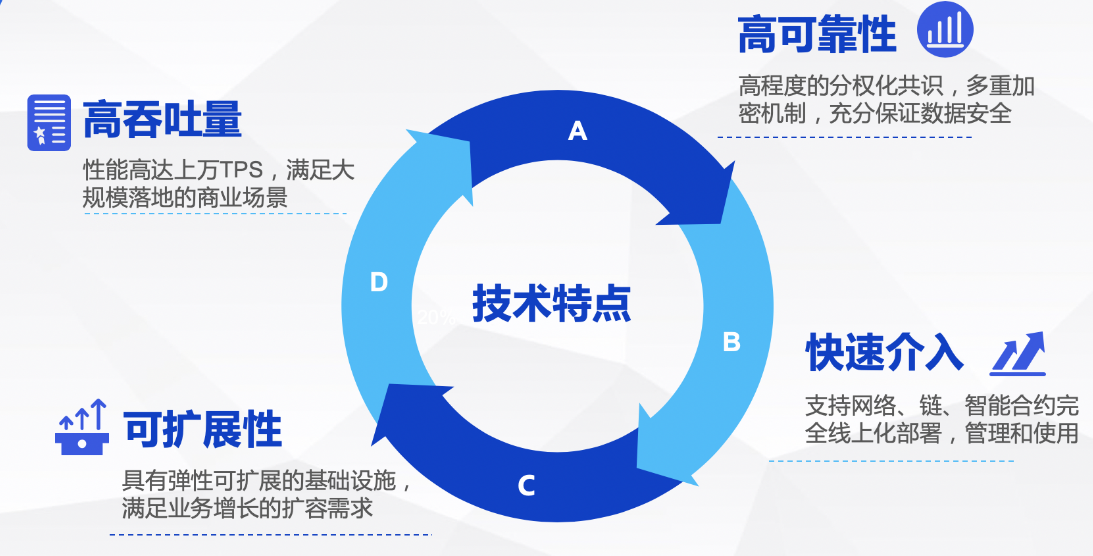 高可靠性
高程度的分权化共识，多重加
密机制，充分保证数据安全
高吞吐量
性能高达上万TPS，满足大
规模落地的商业场景
A
D
技术特点
20%
B
快速介入
支持网络、链、智能合约完
全线上化部署，管理和使用
可扩展性
具有弹性可扩展的基础设施，
满足业务增长的扩容需求
C